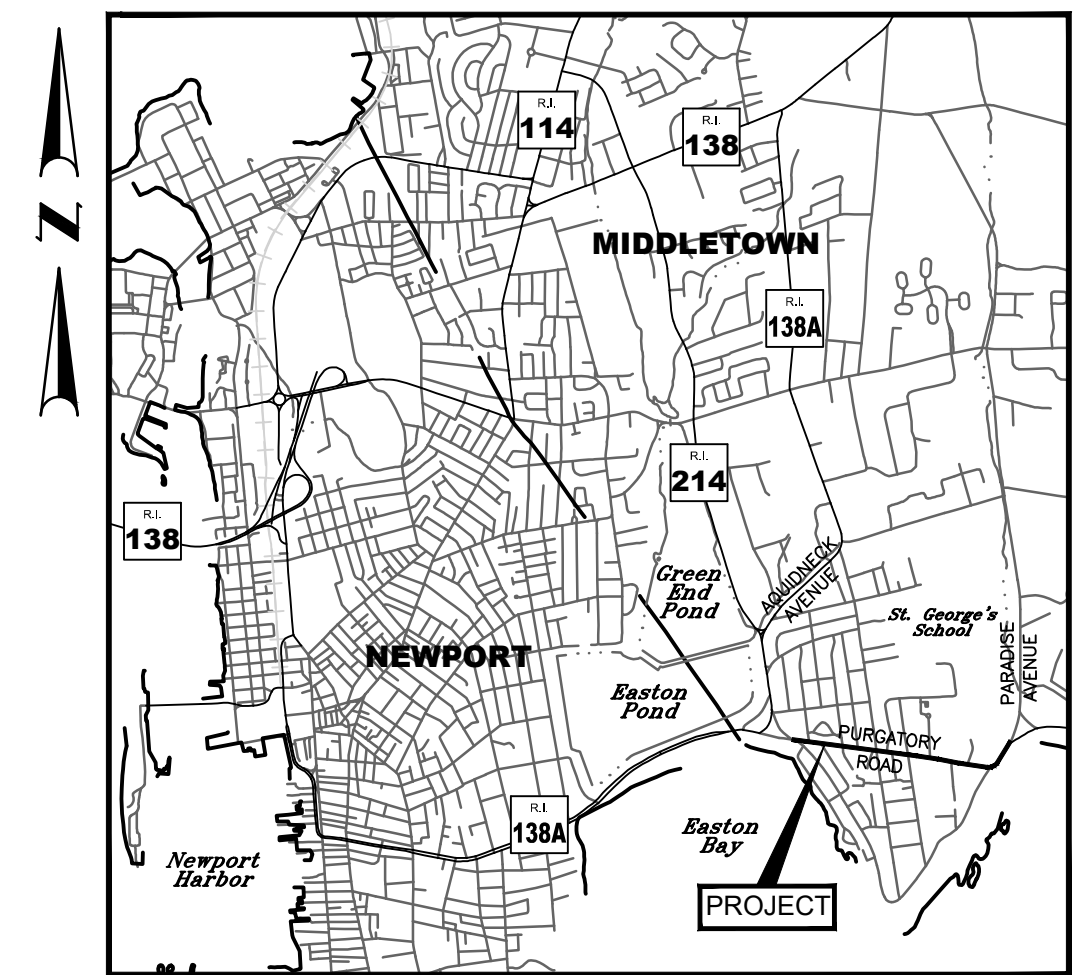 R.I.
114
R.I.
138
MIDDLETOWN
N
R.I.
138A
R.I.
214
R.I.
138
Green
End
Pond
AQUIDNECK
AVENUE
St. George's
School
PARADISE
AVENUE
NEWPORT
Easton
Pond
PURGATORY
ROAD
R.I.
138A
Easton
Bay
Newport
Harbor
PROJECT